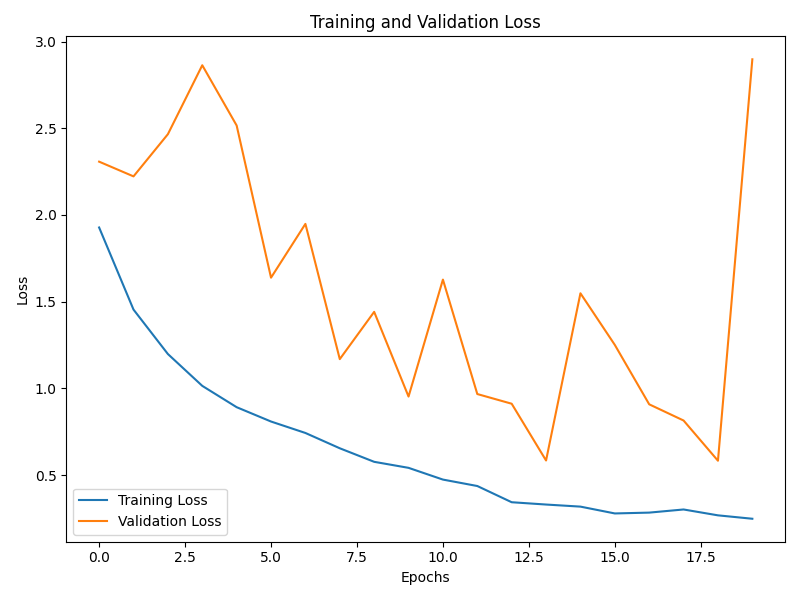 Training and Validation Loss
3.0
2.5
2.0
1.5
1.0
0.5
Loss
Training Loss
Validation Loss
0.0 2.5 5.0 7.5 10.0 12.5 15.0 17.5
Epochs